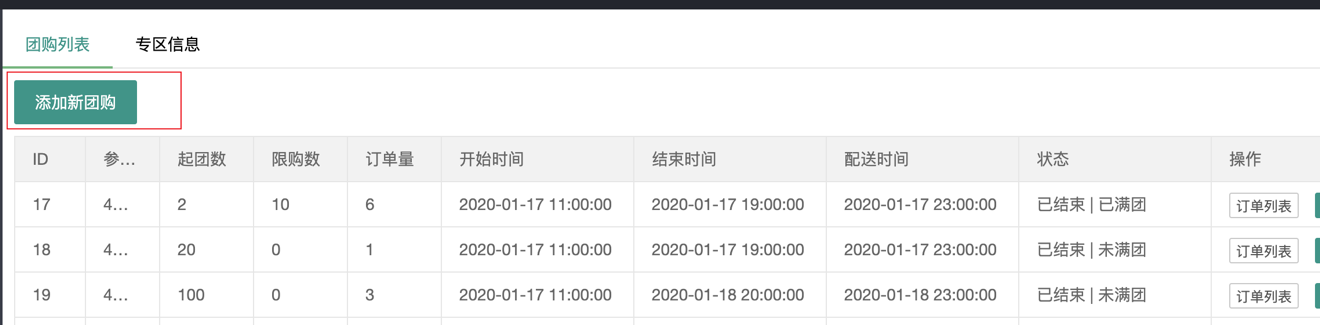 团购列表 专区信息
添加新团购
ID 参... 起团数 限购数 订单量 开始时间 结束时间 配送时间 状态 操作
17 4... 2 10 6 2020-01-17 11:00:00 2020-01-17 19:00:00 2020-01-17 23:00:00 已结束 | 已满团 订单列表
18 4... 20 0 1 2020-01-17 11:00:00 2020-01-17 19:00:00 2020-01-17 23:00:00 已结束 | 未满团 订单列表
19 4... 100 0 3 2020-01-17 11:00:00 2020-01-18 20:00:00 2020-01-18 23:00:00 已结束 | 未满团 订单列表